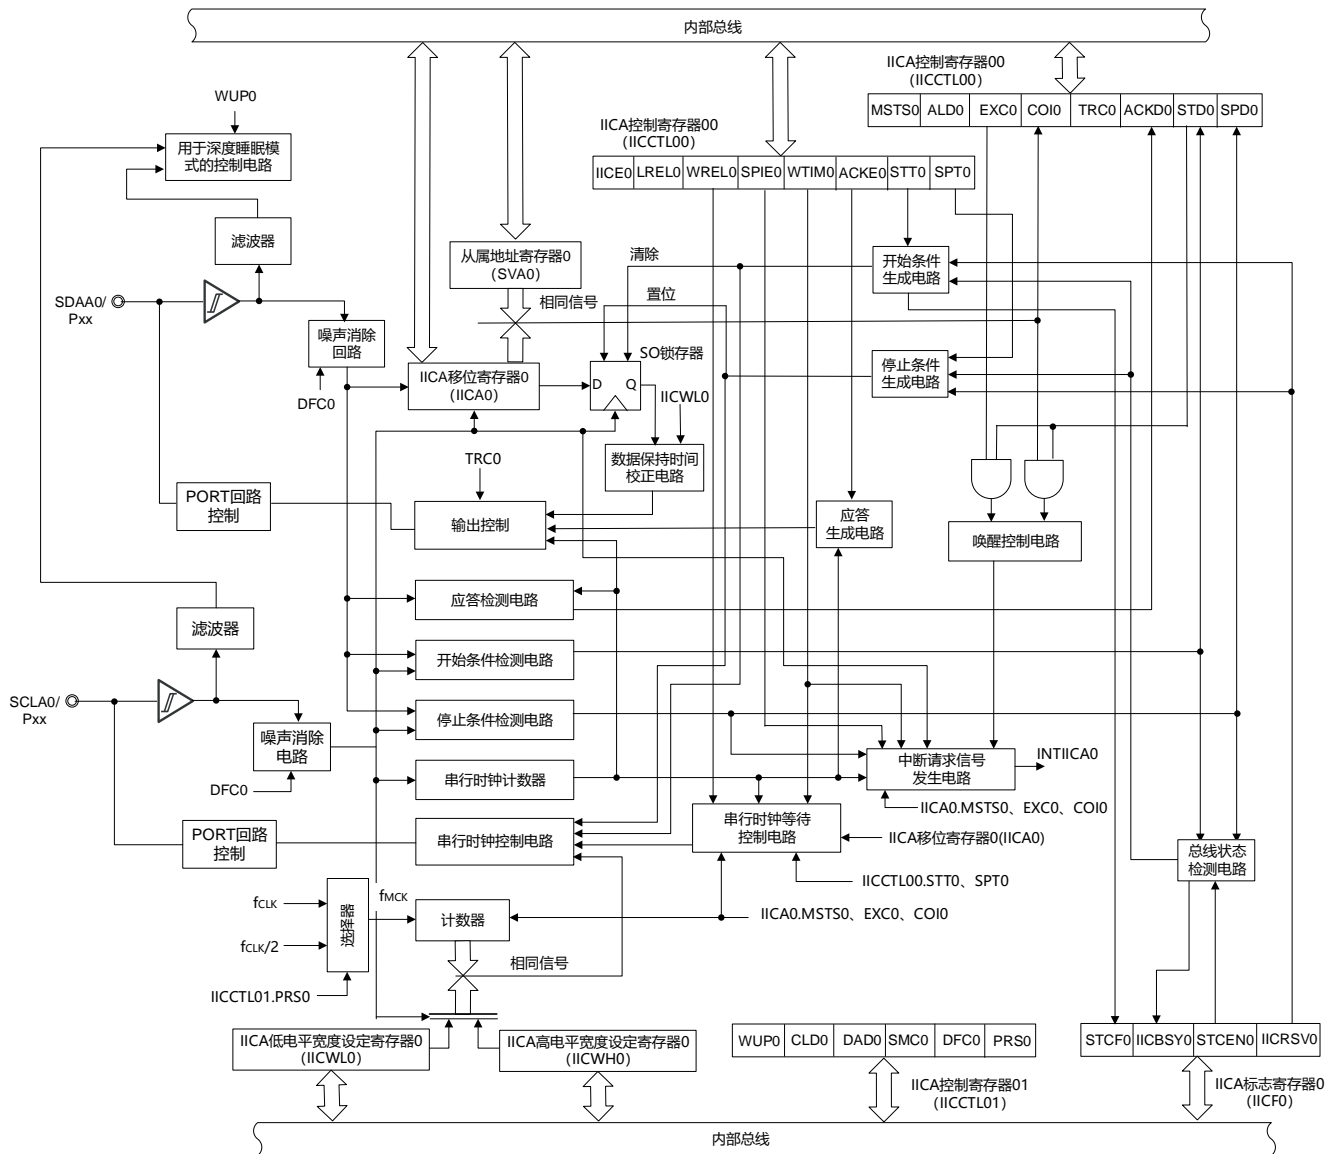 内部总线
IICA控制寄存器00
(IICCTL00)
MSTS0 ALD0 EXC0 COI0 TRC0 ACKD0 STD0 SPD0
WUP0
用于深度睡眠模
式的控制电路
IICA控制寄存器00
(IICCTL00)
IICE0 LREL0 WREL0 SPIE0 WTIM0 ACKE0 STT0 SPT0
滤波器
从属地址寄存器0
(SVA0)
清除
开始条件
生成电路
SDAA0/
Pxx
置位
相同信号
噪声消除
回路
SO锁存器
停止条件
生成电路
IICA移位寄存器0
(IICA0)
D Q
DFC0
IICWL0
TRC0
数据保持时间
校正电路
PORT回路
控制
输出控制
应答
生成电路
唤醒控制电路
应答检测电路
滤波器
开始条件检测电路
SCLA0/
Pxx
停止条件检测电路
噪声消除
电路
中断请求信号
发生电路
INTIICA0
串行时钟计数器
DFC0
IICA0.MSTS0、EXC0、COI0
PORT回路
控制
串行时钟控制电路
串行时钟等待
控制电路
IICA移位寄存器0(IICA0)
总线状态
检测电路
IICCTL00.STT0、SPT0
fCLK
选择器
fMCK
计数器
IICA0.MSTS0、EXC0、COI0
fCLK/2
相同信号
IICCTL01.PRS0
IICA低电平宽度设定寄存器0
(IICWL0)
IICA高电平宽度设定寄存器0
(IICWH0)
WUP0 CLD0 DAD0 SMC0 DFC0 PRS0
STCF0 IICBSY0 STCEN0 IICRSV0
IICA控制寄存器01
(IICCTL01)
IICA标志寄存器0
(IICF0)
内部总线